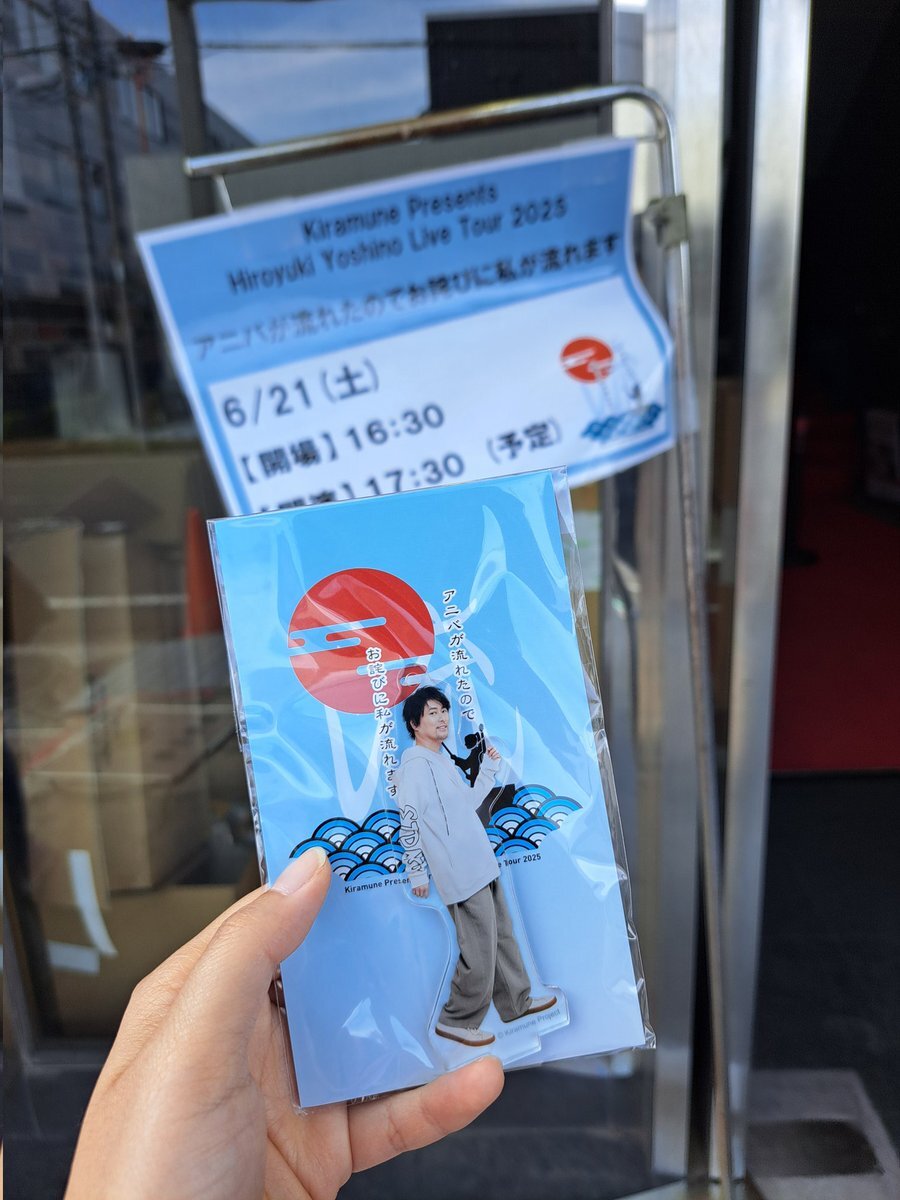 Kiramune Presents
Hiroyuki Yoshino Live Tour 2025
アニバが流れたのでお詫びに私が流れます
6/21(土)
【開場】16:30
【開演】17:30 (予定)
アニバが流れたので
お詫びに私が流れます
Kiramune Presen
e Tour 2025
© Kiramune Project